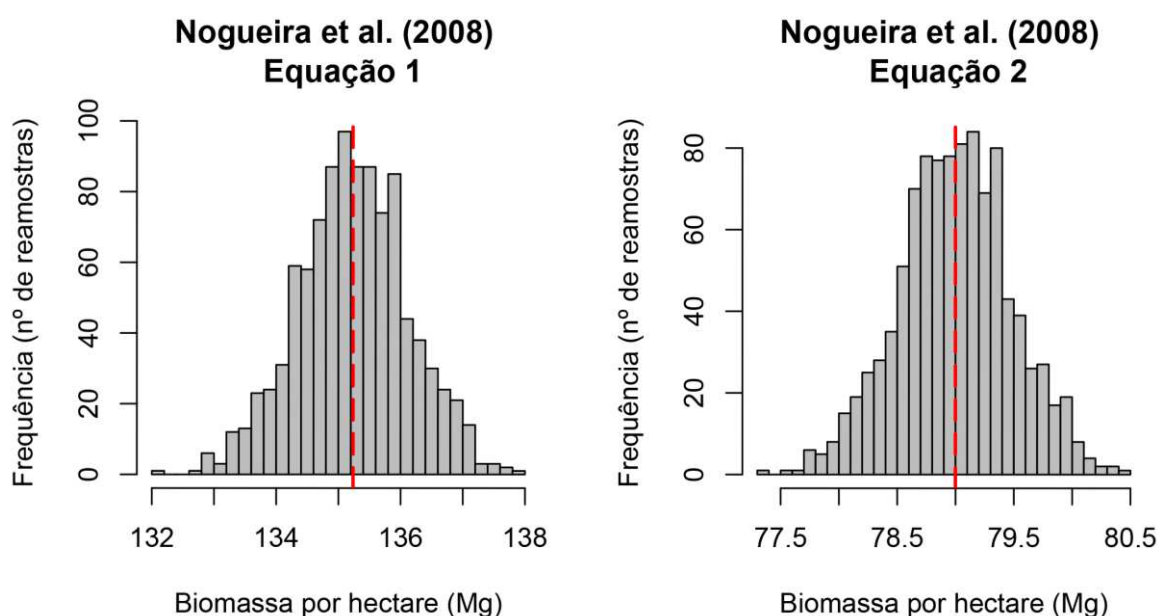 Nogueira et al. (2008)
Equação 1
Frequência (nº de reamostras)
0
20
40
60
80
100
132
134
136
138
Biomassa por hectare (Mg)
Nogueira et al. (2008)
Equação 2
Frequência (nº de reamostras)
0
20
40
60
80
77.5
78.5
79.5
80.5
Biomassa por hectare (Mg)